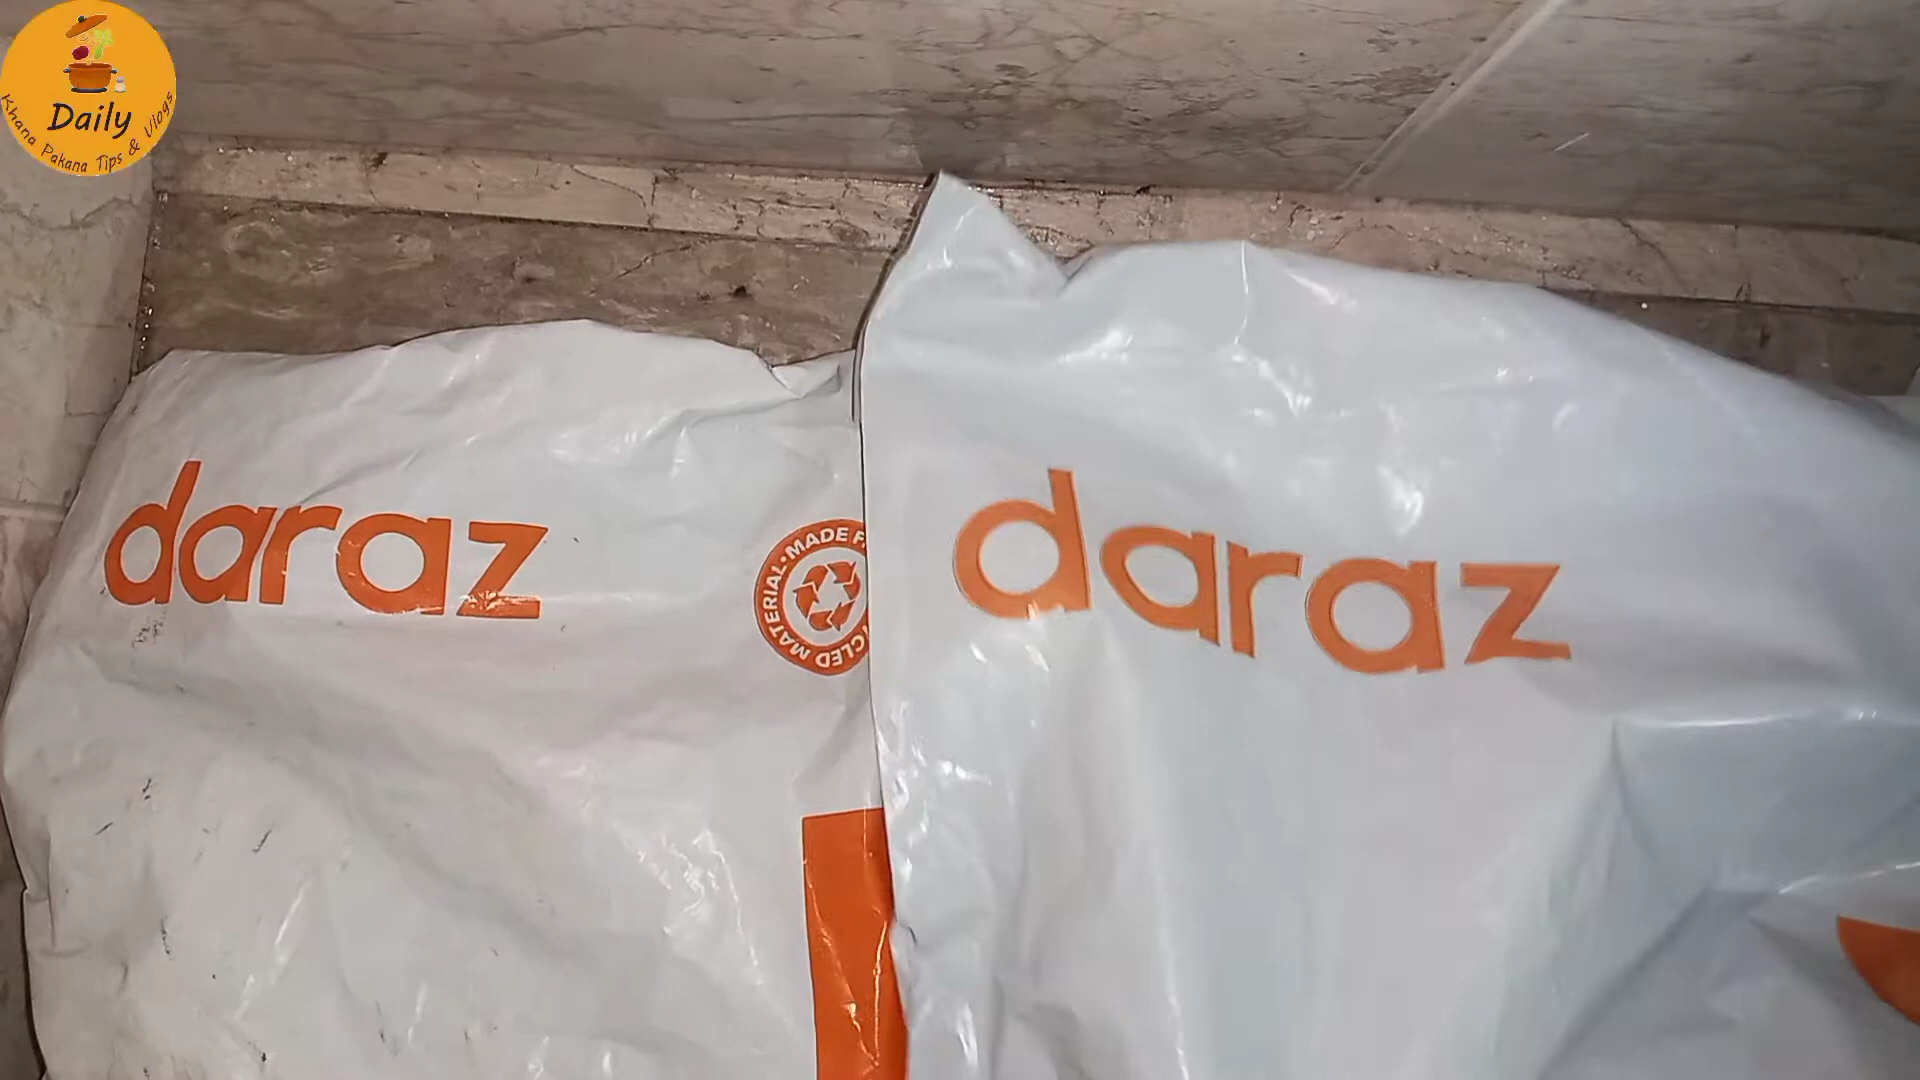 Daily
Khana Pakana Tips & Vlogs
daraz
MADE F
CLED MATERIAL
daraz